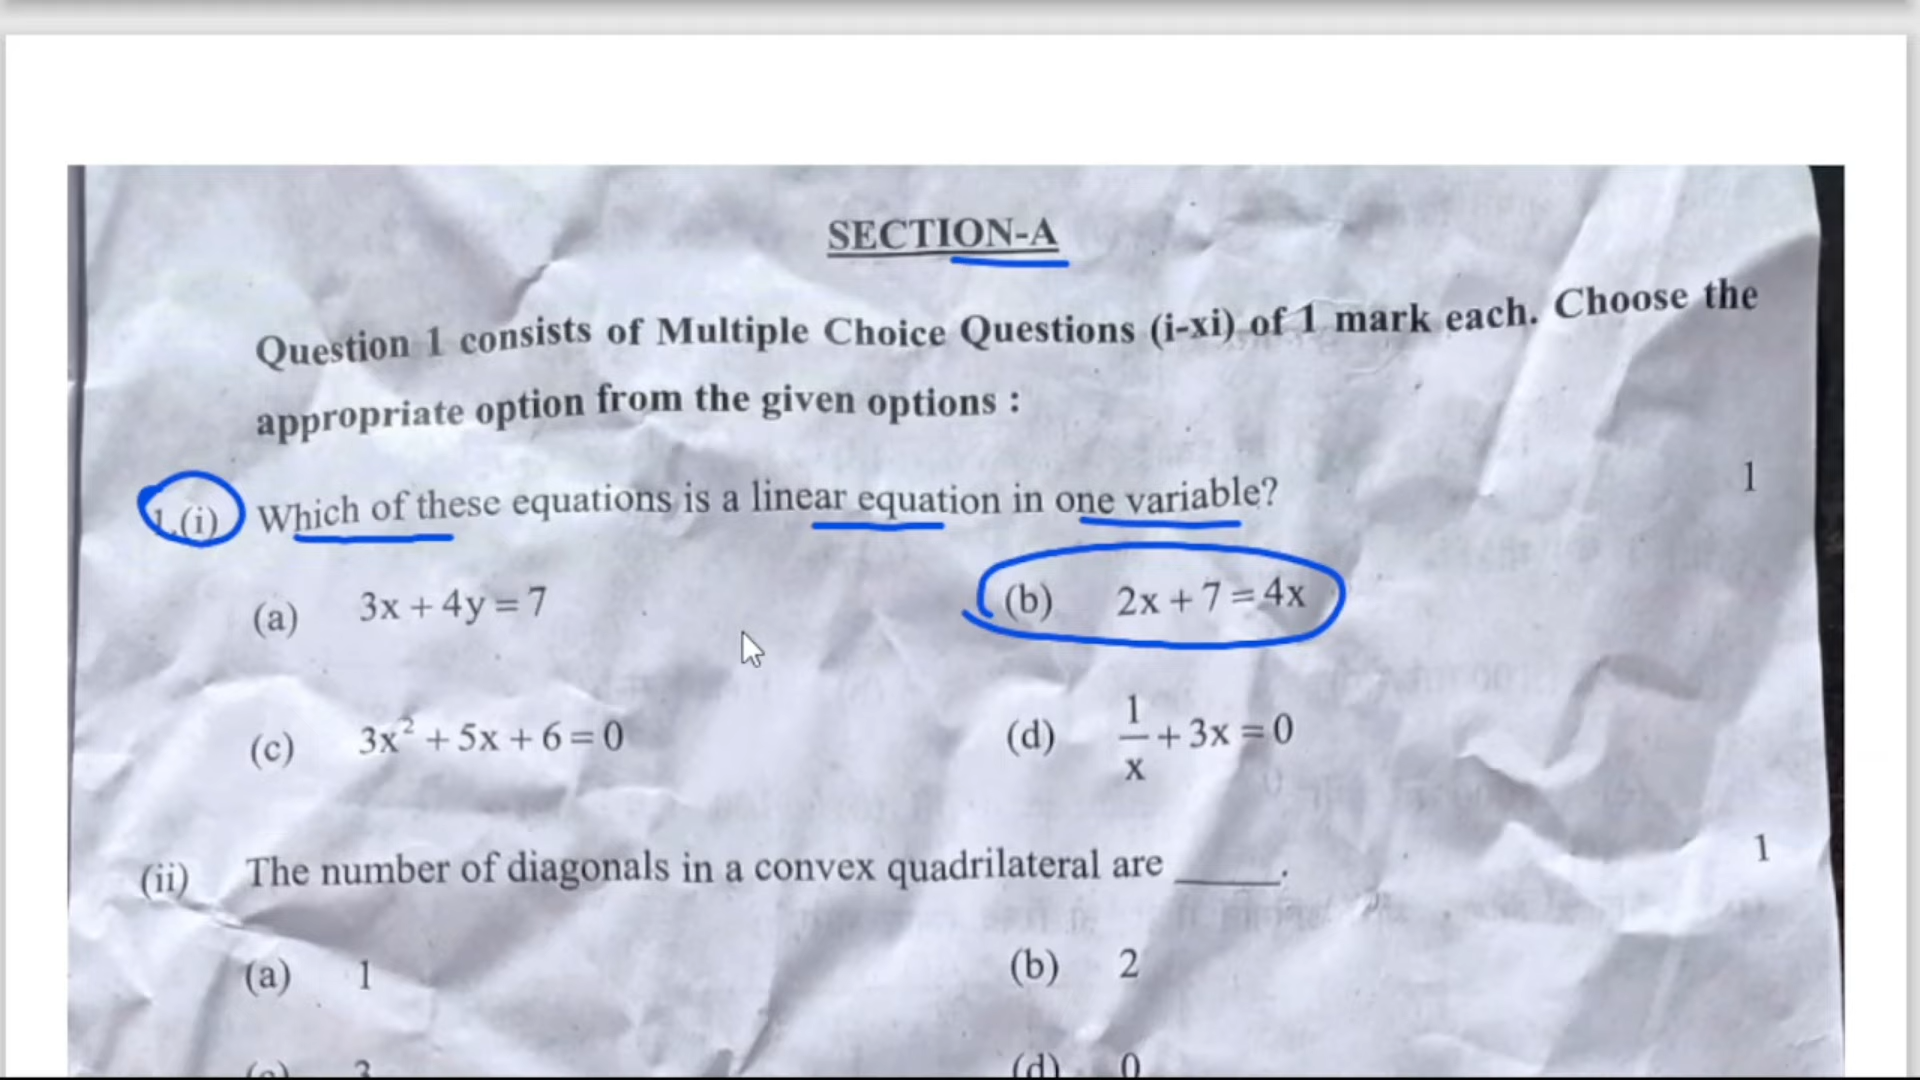 SECTION-A
Question 1 consists of Multiple Choice Questions (i-xi) of 1 mark each. Choose the
appropriate option from the given options :
1.(i) Which of these equations is a linear equation in one variable? 1
(a) 3x + 4y = 7 (b) 2x + 7 = 4x
(c) 3x² + 5x + 6 = 0 (d) 1/x + 3x = 0
(ii) The number of diagonals in a convex quadrilateral are _____. 1
(a) 1 (b) 2
(d) 0